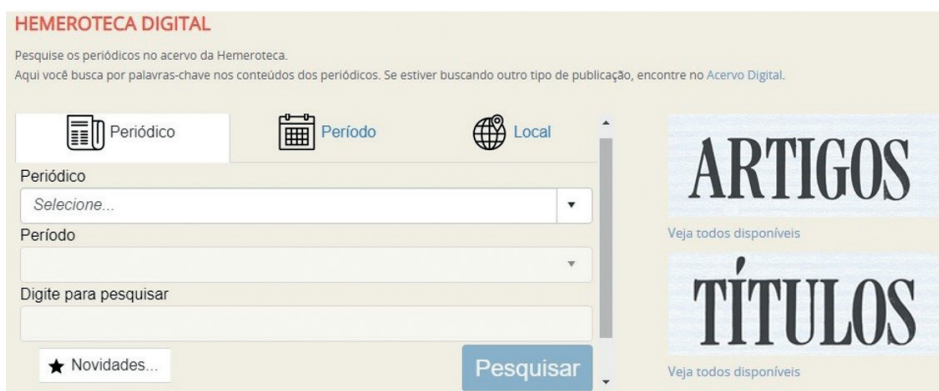 HEMEROTECA DIGITAL
Pesquise os periódicos no acervo da Hemeroteca.
Aqui você busca por palavras-chave nos conteúdos dos periódicos. Se estiver buscando outro tipo de publicação, encontre no Acervo Digital.
Periódico
Período
Local
Periódico
Selecione...
Período
Digite para pesquisar
Novidades...
Pesquisar
ARTIGOS
Veja todos disponíveis
TÍTULOS
Veja todos disponíveis